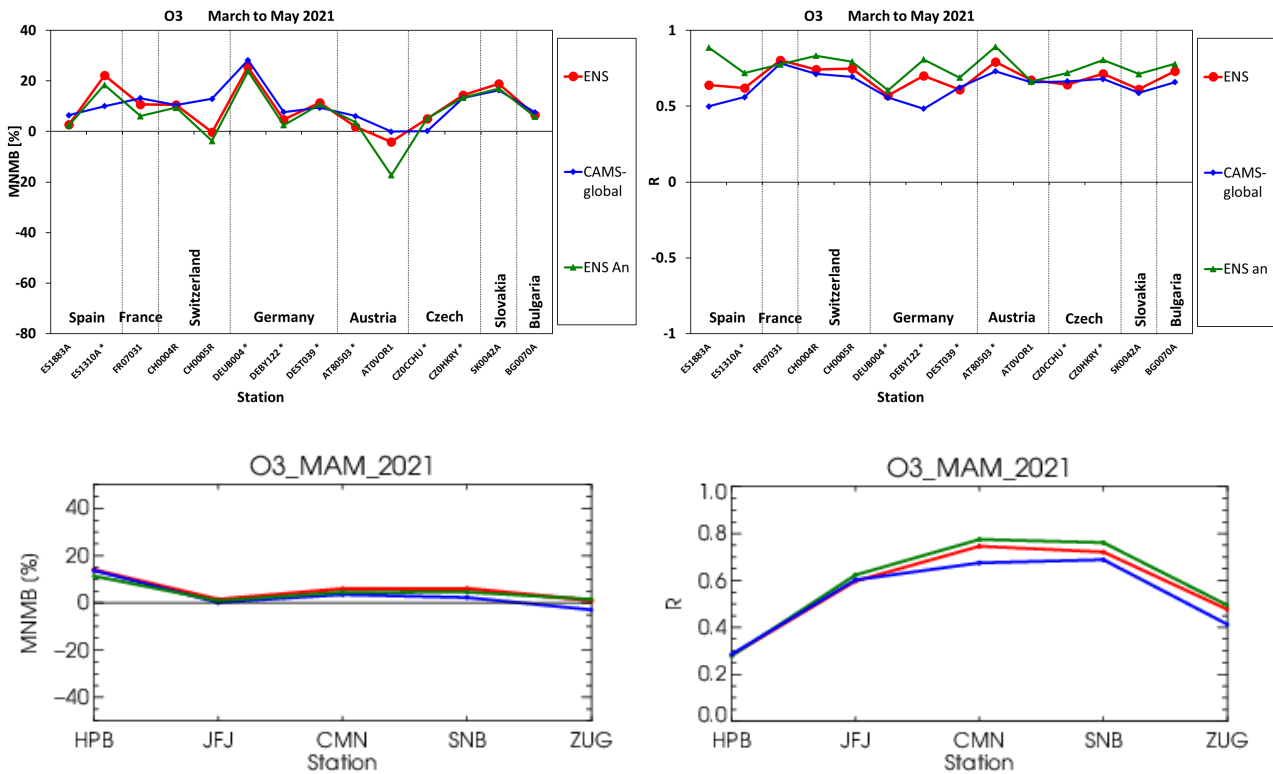 O3 March to May 2021
MNMB [%]
40
20
0
-20
-40
-60
-80
Spain
France
Switzerland
Germany
Austria
Czech
Slovakia
Bulgaria
ES1883A
ES1310A*
FR07031
CH0004R
CH0005R
DEUB004*
DEBY122*
DEST039*
AT80503*
AT0VOR1
CZ0CCHU*
CZ0HKRY*
SK0042A
BG0070A
Station
ENS
CAMS-
global
ENS An
O3 March to May 2021
R
1
0.5
0
-0.5
-1
Spain
France
Switzerland
Germany
Austria
Czech
Slovakia
Bulgaria
ES1883A
ES1310A*
FR07031
CH0004R
CH0005R
DEUB004*
DEBY122*
DEST039*
AT80503*
AT0VOR1
CZ0CCHU*
CZ0HKRY*
SK0042A
BG0070A
Station
ENS
CAMS-
global
ENS an
O3_MAM_2021
MNMB (%)
40
20
0
-20
-40
HPB JFJ CMN SNB ZUG
Station
O3_MAM_2021
R
1.0
0.8
0.6
0.4
0.2
0.0
HPB JFJ CMN SNB ZUG
Station